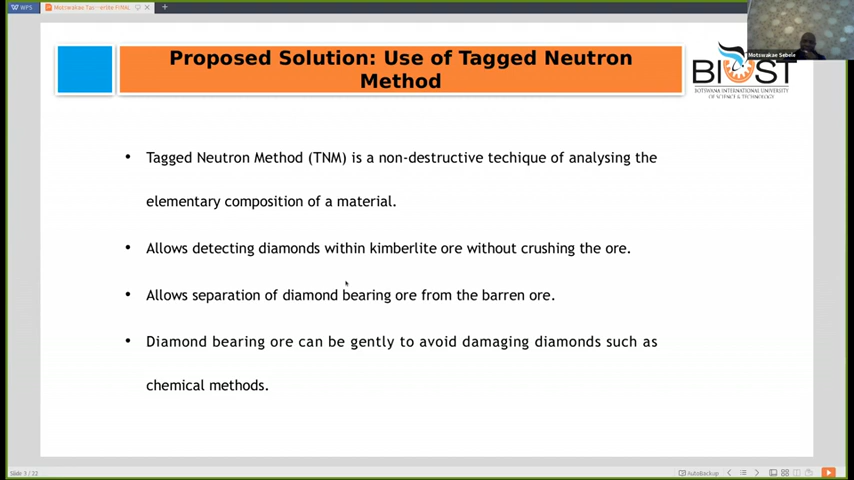 WPS
Motswakae Sebele
Proposed Solution: Use of Tagged Neutron
Method
BIUST
BOTSWANA INTERNATIONAL UNIVERSITY
OF SCIENCE & TECHNOLOGY
• Tagged Neutron Method (TNM) is a non-destructive techique of analysing the
elementary composition of a material.
• Allows detecting diamonds within kimberlite ore without crushing the ore.
• Allows separation of diamond bearing ore from the barren ore.
• Diamond bearing ore can be gently to avoid damaging diamonds such as
chemical methods.
Slide 3 / 22
AutoBackup